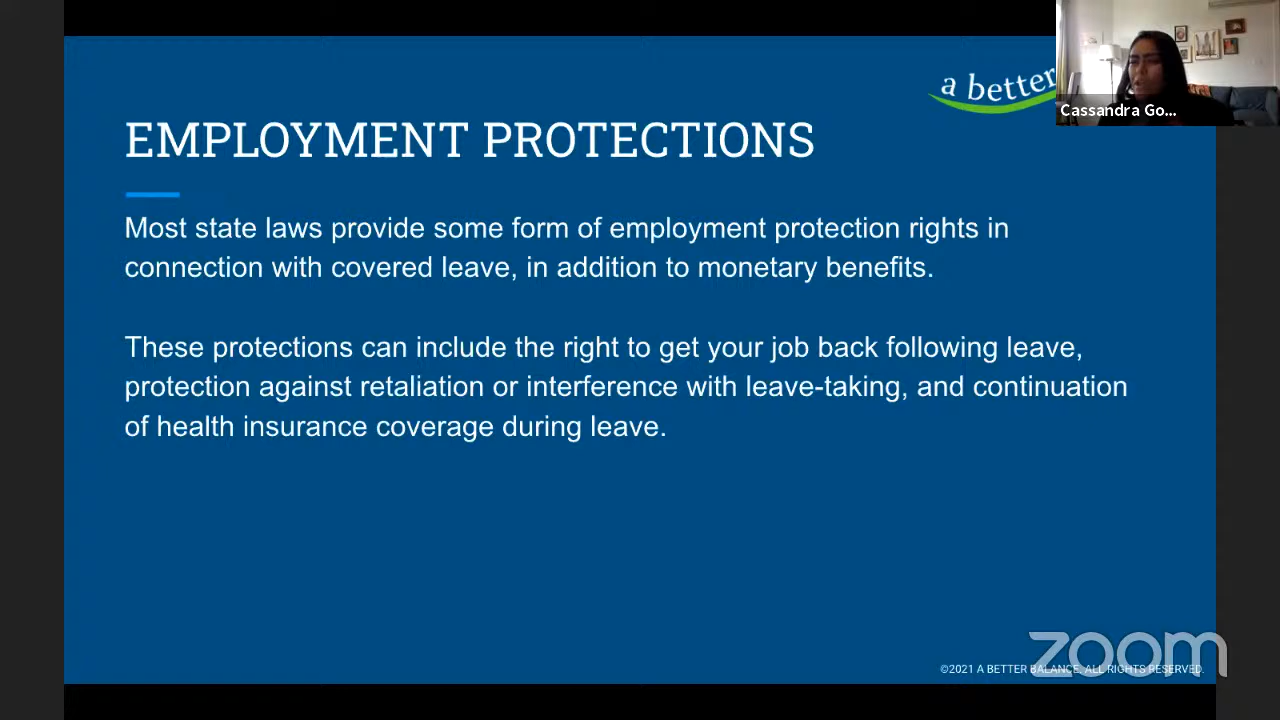 a better
Cassandra Go...
EMPLOYMENT PROTECTIONS
Most state laws provide some form of employment protection rights in
connection with covered leave, in addition to monetary benefits.
These protections can include the right to get your job back following leave,
protection against retaliation or interference with leave-taking, and continuation
of health insurance coverage during leave.
zoom
©2021 A BETTER BALANCE. ALL RIGHTS RESERVED.